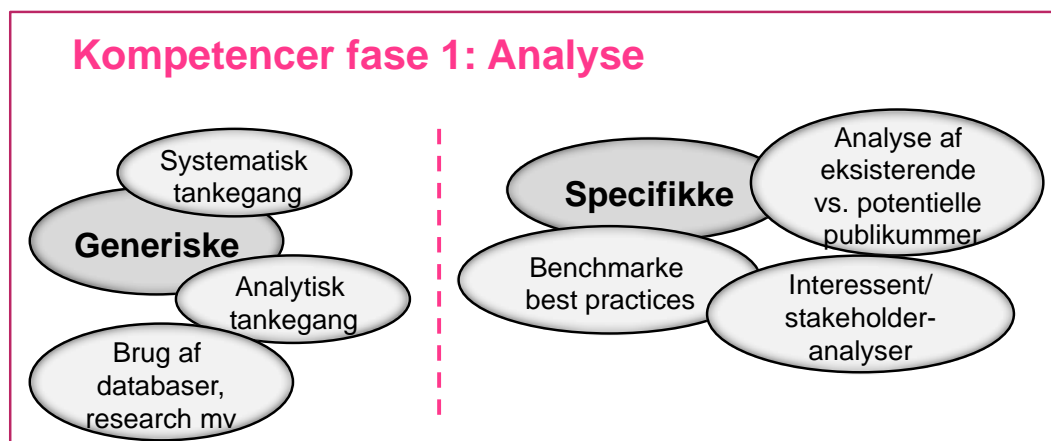 Kompetencer fase 1: Analyse
Systematisk
tankegang
Generiske
Analytisk
tankegang
Brug af
databaser,
research mv
Specifikke
Analyse af
eksisterende
vs. potentielle
publikummer
Benchmarke
best practices
Interessent/
stakeholder-
analyser